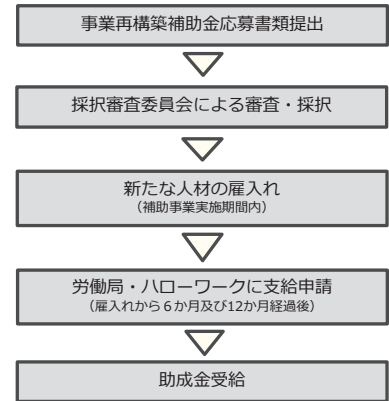 事業再構築補助金応募書類提出
採択審査委員会による審査・採択
新たな人材の雇入れ
（補助事業実施期間内）
労働局・ハローワークに支給申請
（雇入れから６か月及び12か月経過後）
助成金受給